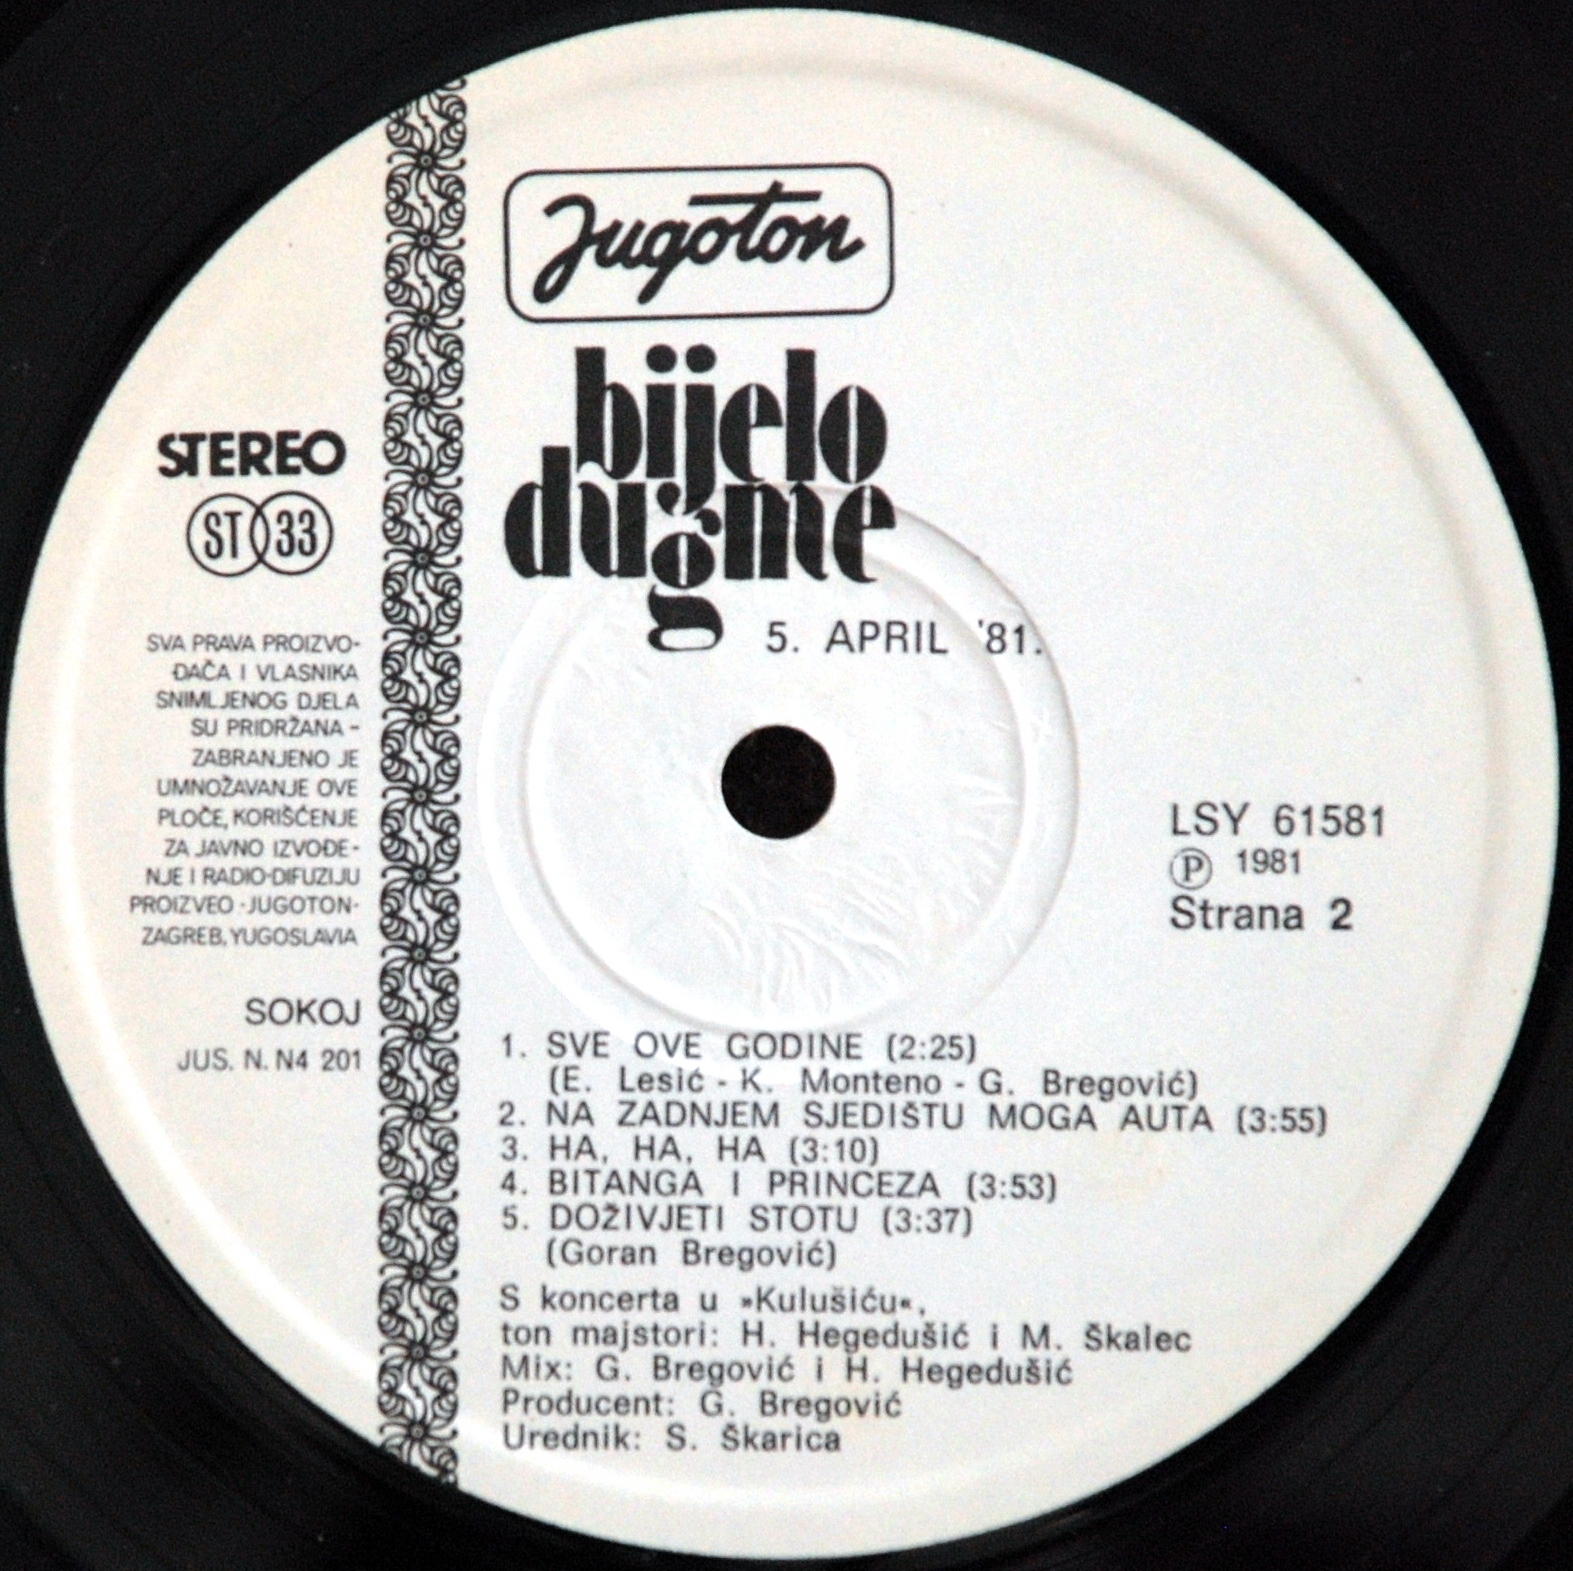 Jugoton
bijelo
dugme
5. APRIL '81.
STEREO
ST 33
SVA PRAVA PROIZVO-
ĐAČA I VLASNIKA
SNIMLJENOG DJELA
SU PRIDRŽANA -
ZABRANJENO JE
UMNOŽAVANJE OVE
PLOČE, KORIŠĆENJE
ZA JAVNO IZVOĐE-
NJE I RADIO-DIFUZIJU
PROIZVEO -JUGOTON-
ZAGREB, YUGOSLAVIA
SOKOJ
JUS. N. N4 201
LSY 61581
Ⓟ 1981
Strana 2
1. SVE OVE GODINE (2:25)
(E. Lesić - K. Monteno - G. Bregović)
2. NA ZADNJEM SJEDIŠTU MOGA AUTA (3:55)
3. HA, HA, HA (3:10)
4. BITANGA I PRINCEZA (3:53)
5. DOŽIVJETI STOTU (3:37)
(Goran Bregović)
S koncerta u »Kulušiću«,
ton majstori: H. Hegedušić i M. Škalec
Mix: G. Bregović i H. Hegedušić
Producent: G. Bregović
Urednik: S. Škarica